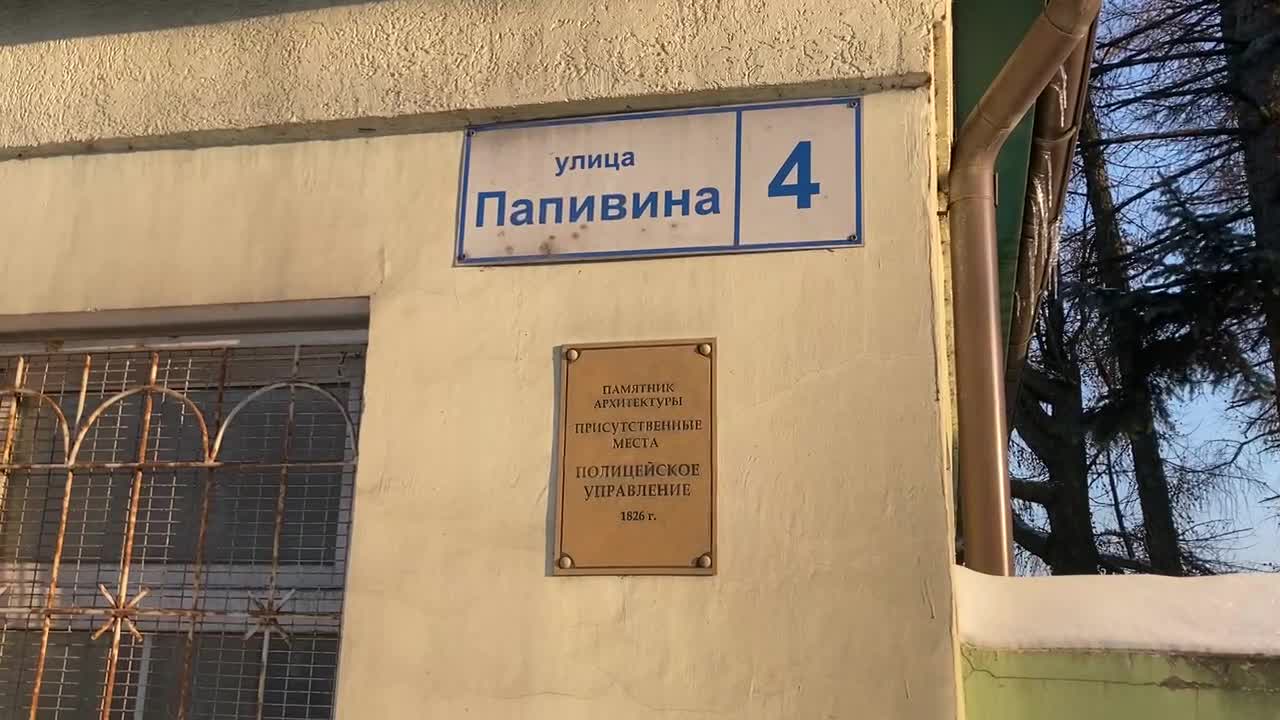 улица
Папивина
4
ПАМЯТНИК
АРХИТЕКТУРЫ
ПРИСУТСТВЕННЫЕ
МЕСТА
ПОЛИЦЕЙСКОЕ
УПРАВЛЕНИЕ
1826 г.